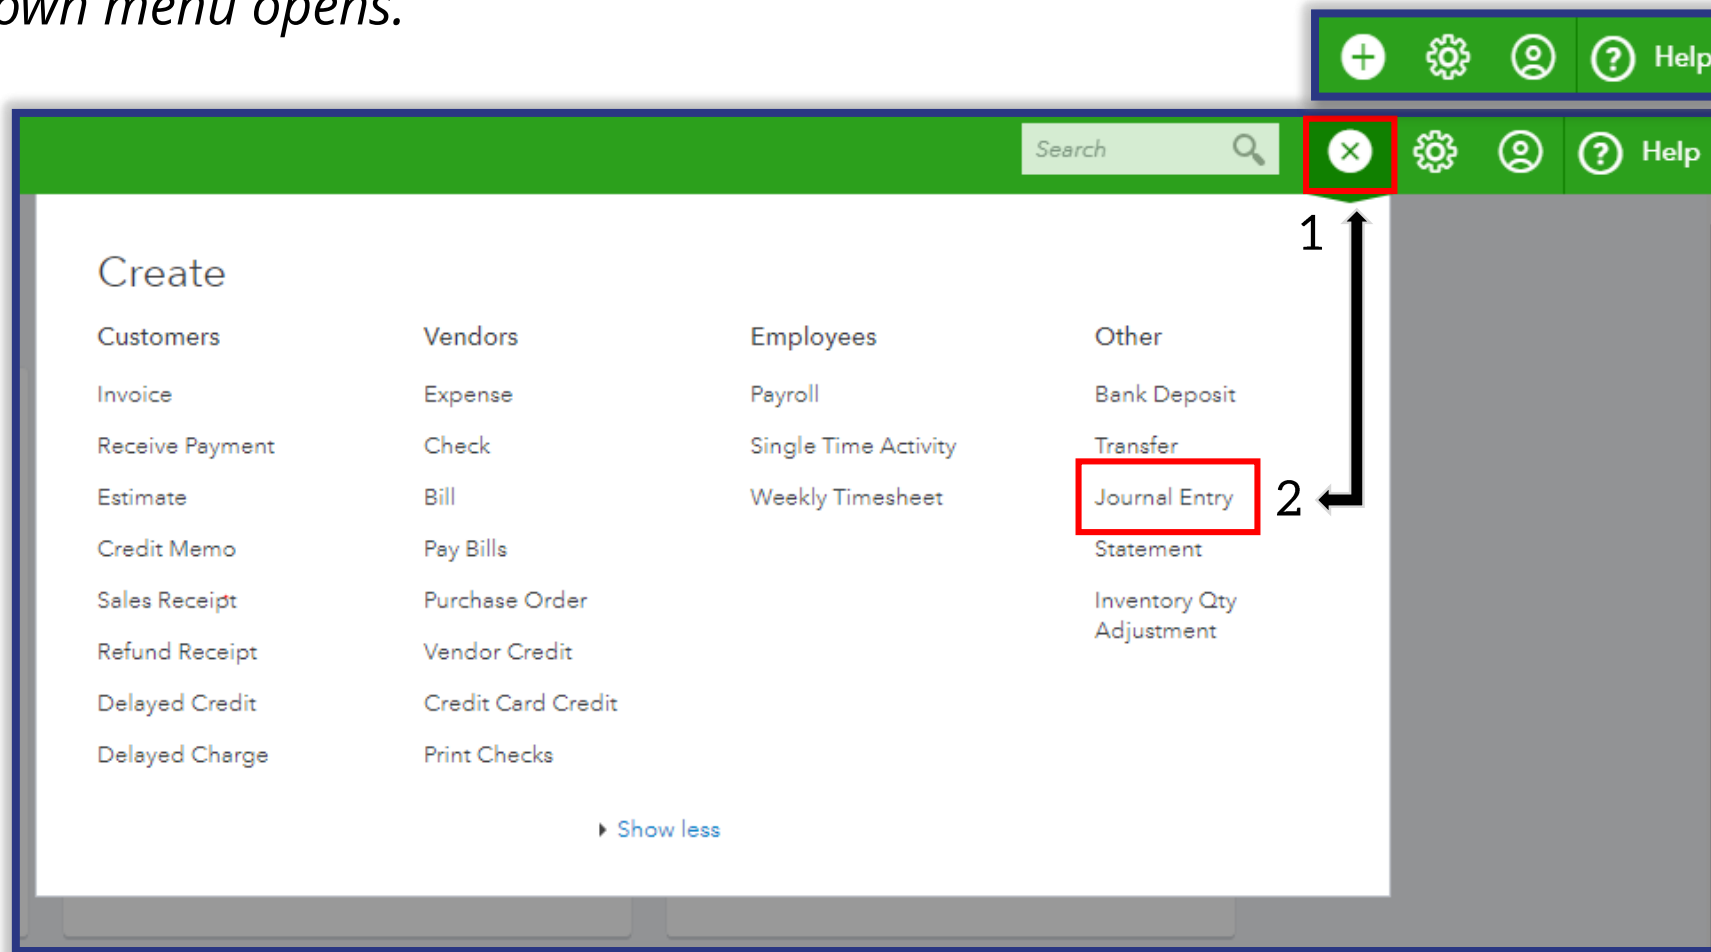 own menu opens.
Help
Search
Help
1
Create
Customers
Vendors
Employees
Other
Invoice
Expense
Payroll
Bank Deposit
Receive Payment
Check
Single Time Activity
Transfer
Estimate
Bill
Weekly Timesheet
Journal Entry
2
Credit Memo
Pay Bills
Statement
Sales Receipt
Purchase Order
Inventory Qty
Adjustment
Refund Receipt
Vendor Credit
Delayed Credit
Credit Card Credit
Delayed Charge
Print Checks
Show less